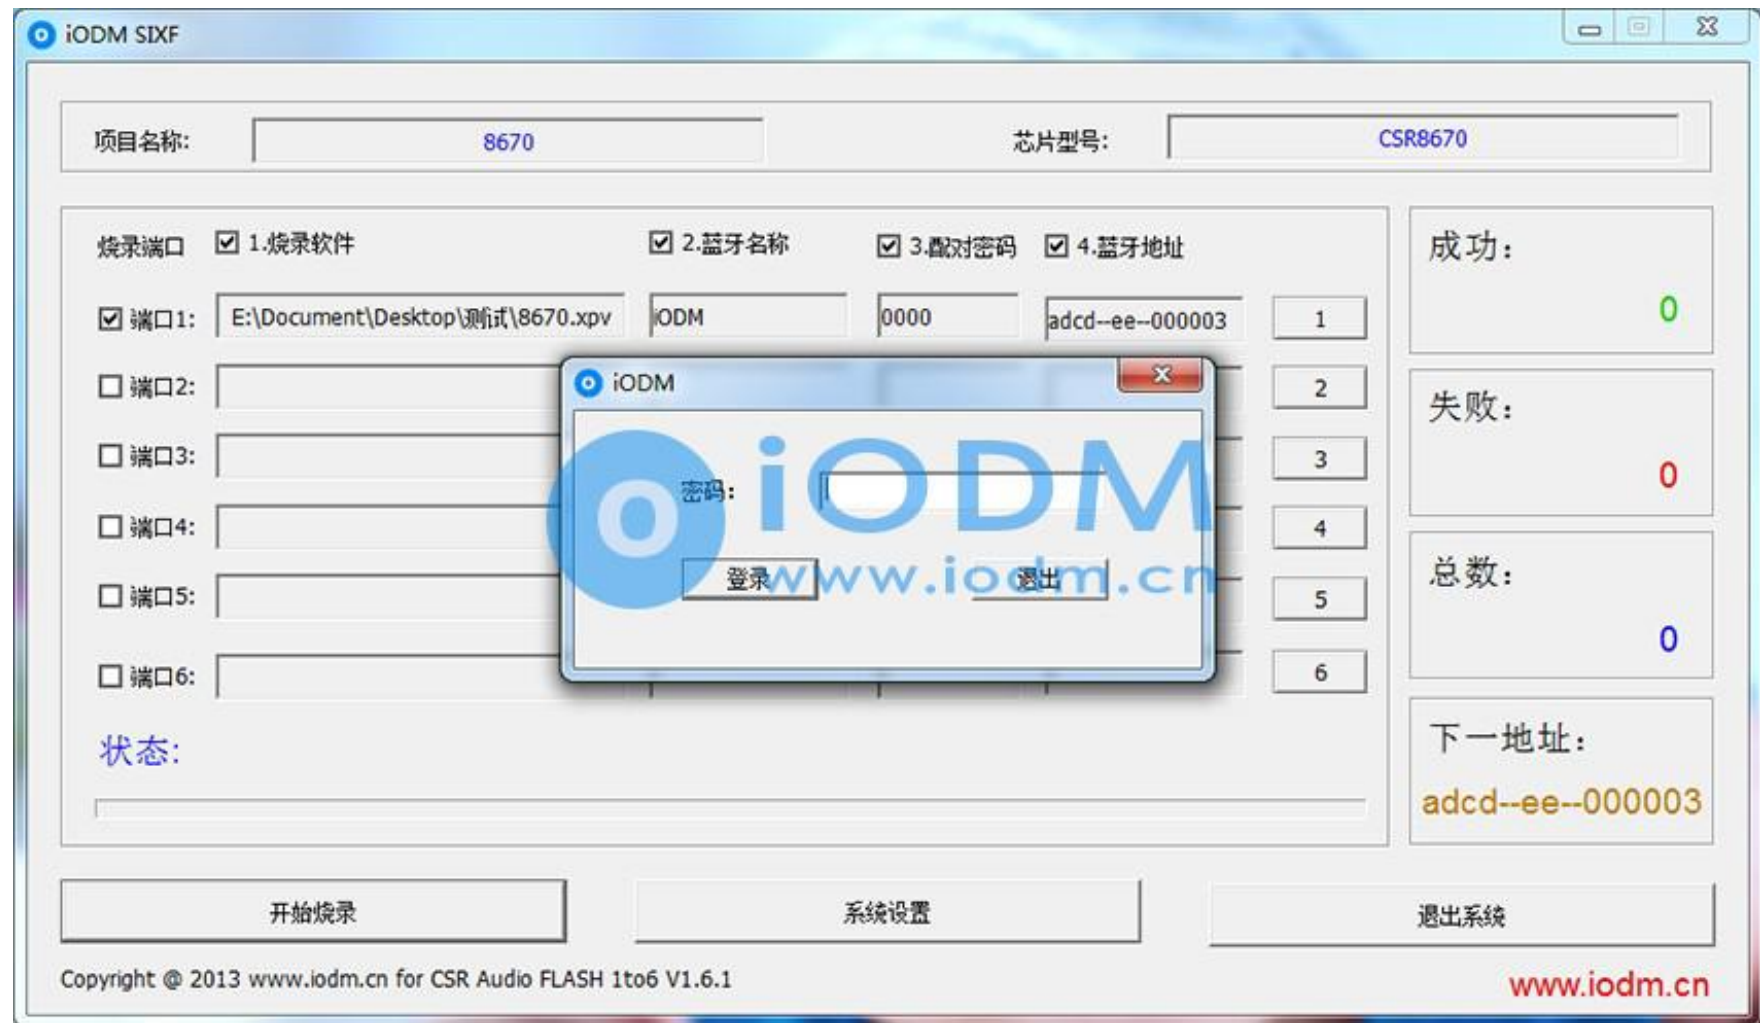 iODM SIXF
项目名称: 8670 芯片型号: CSR8670
烧录端口 1.烧录软件 2.蓝牙名称 3.配对密码 4.蓝牙地址
端口1: E:\Document\Desktop\测试\8670.xpv iODM 0000 adcd--ee--000003 1
端口2: 2
端口3: 3
端口4: 4
端口5: 5
端口6: 6
状态:
成功:
0
失败:
0
总数:
0
下一地址:
adcd--ee--000003
iODM
密码:
登录 退出
iODM
www.iodm.cn
开始烧录 系统设置 退出系统
Copyright @ 2013 www.iodm.cn for CSR Audio FLASH 1to6 V1.6.1
www.iodm.cn